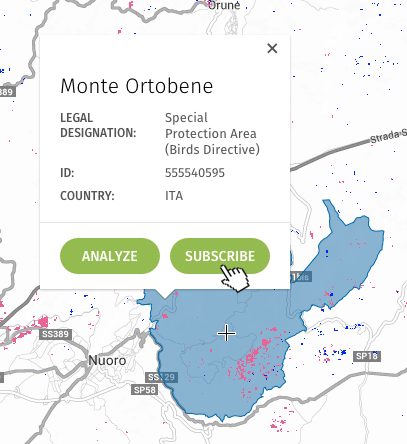 Orune
389
×
Monte Ortobene
LEGAL DESIGNATION:
Special Protection Area (Birds Directive)
ID:
555540595
COUNTRY:
ITA
Strada S
ANALYZE
SUBSCRIBE
1bis
SS389
Nuoro
SS129
SP58
SP18